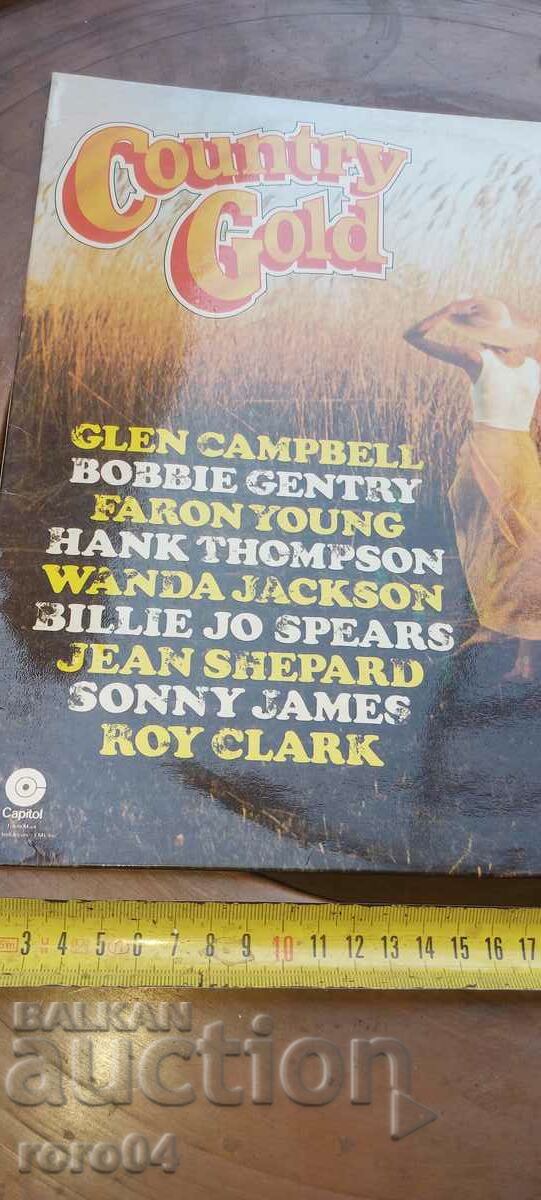 Country
Gold
GLEN CAMPBELL
BOBBIE GENTRY
FARON YOUNG
HANK THOMPSON
WANDA JACKSON
BILLIE JO SPEARS
JEAN SHEPARD
SONNY JAMES
ROY CLARK
Capitol
3 4 5 6 7 8 9 10 11 12 13 14 15 16 17
BALKAN
auction
roro04